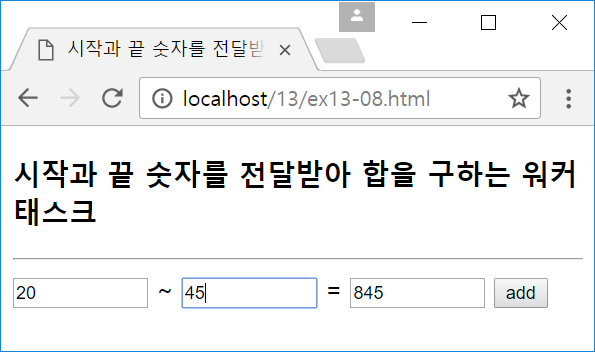 시작과 끝 숫자를 전달받
localhost/13/ex13-08.html
시작과 끝 숫자를 전달받아 합을 구하는 워커
태스크
20 ~ 45 = 845 add